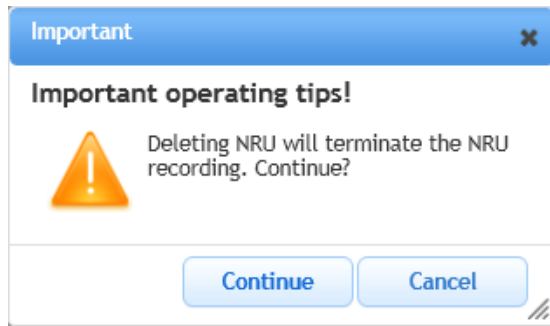 Important
Important operating tips!
Deleting NRU will terminate the NRU
recording. Continue?
Continue
Cancel